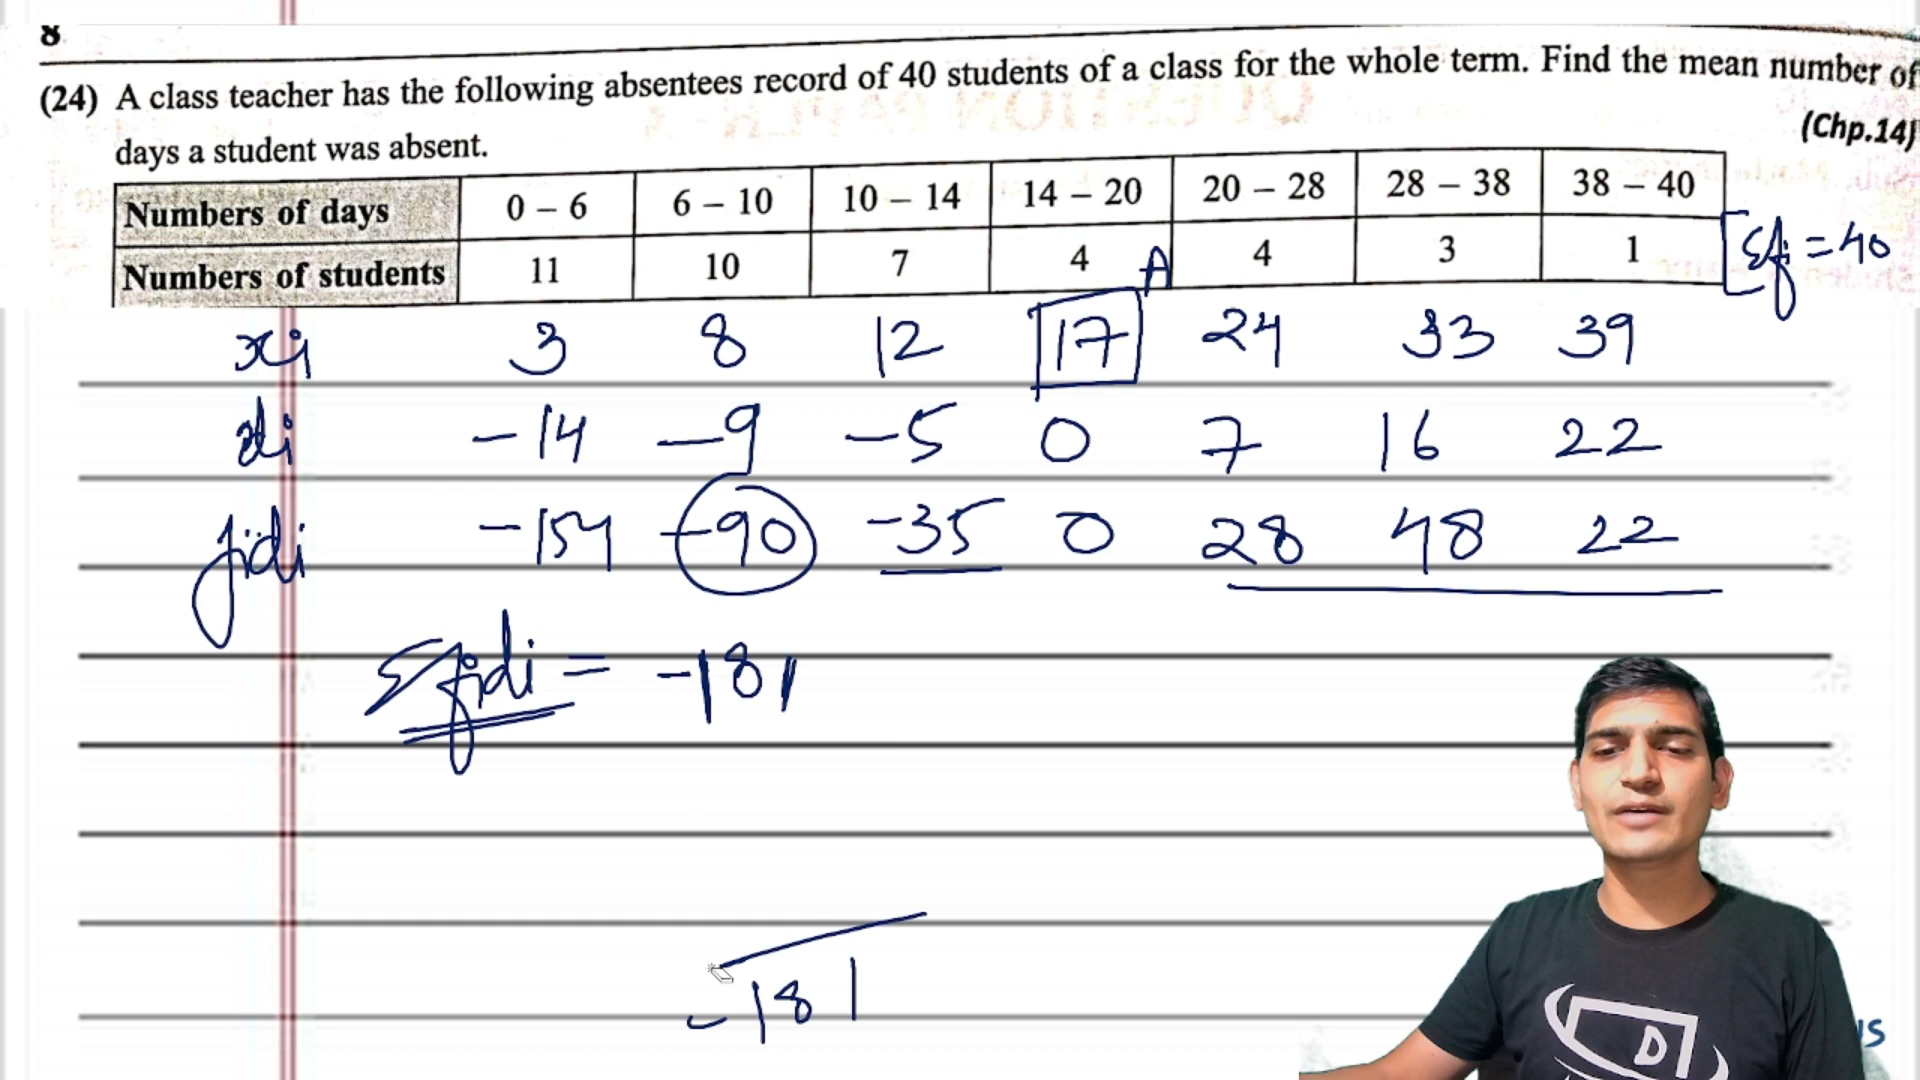 8
(24) A class teacher has the following absentees record of 40 students of a class for the whole term. Find the mean number of
days a student was absent. (Chp.14)
Numbers of days 0 – 6 6 – 10 10 – 14 14 – 20 20 – 28 28 – 38 38 – 40
Numbers of students 11 10 7 4 A 4 3 1 Σfi = 40
xi 3 8 12 17 24 33 39
di -14 -9 -5 0 7 16 22
fidi -154 -90 -35 0 28 48 22
Σfidi = -181
-181
D